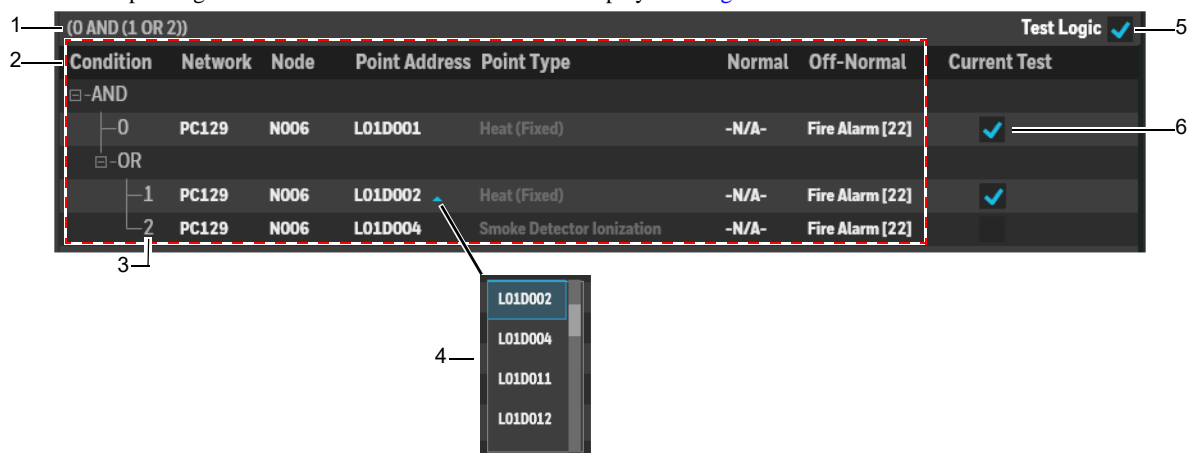 1 (0 AND (1 OR 2)) Test Logic 5
2 Condition Network Node Point Address Point Type Normal Off-Normal Current Test
AND
0 PC129 N006 L01D001 Heat (Fixed) -N/A- Fire Alarm [22] 6
OR
1 PC129 N006 L01D002 Heat (Fixed) -N/A- Fire Alarm [22]
2 PC129 N006 L01D004 Smoke Detector Ionization -N/A- Fire Alarm [22]
3
L01D002
L01D004
4
L01D011
L01D012